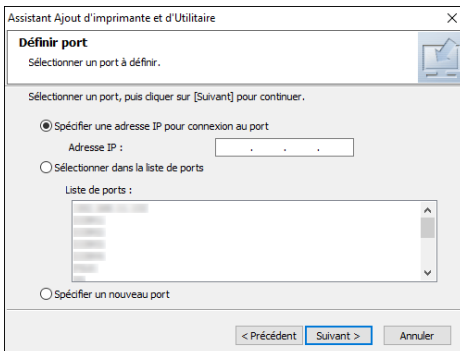 Assistant Ajout d'imprimante et d'Utilitaire
Définir port
Sélectionner un port à définir.
Sélectionner un port, puis cliquer sur [Suivant] pour continuer.
Spécifier une adresse IP pour connexion au port
Adresse IP :
Sélectionner dans la liste de ports
Liste de ports :
Spécifier un nouveau port
< Précédent
Suivant >
Annuler